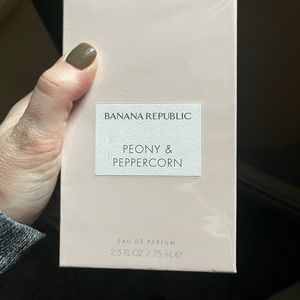 BANANA REPUBLIC
PEONY &
PEPPERCORN
EAU DE PARFUM
2.5 FL OZ / 75 mL ℮